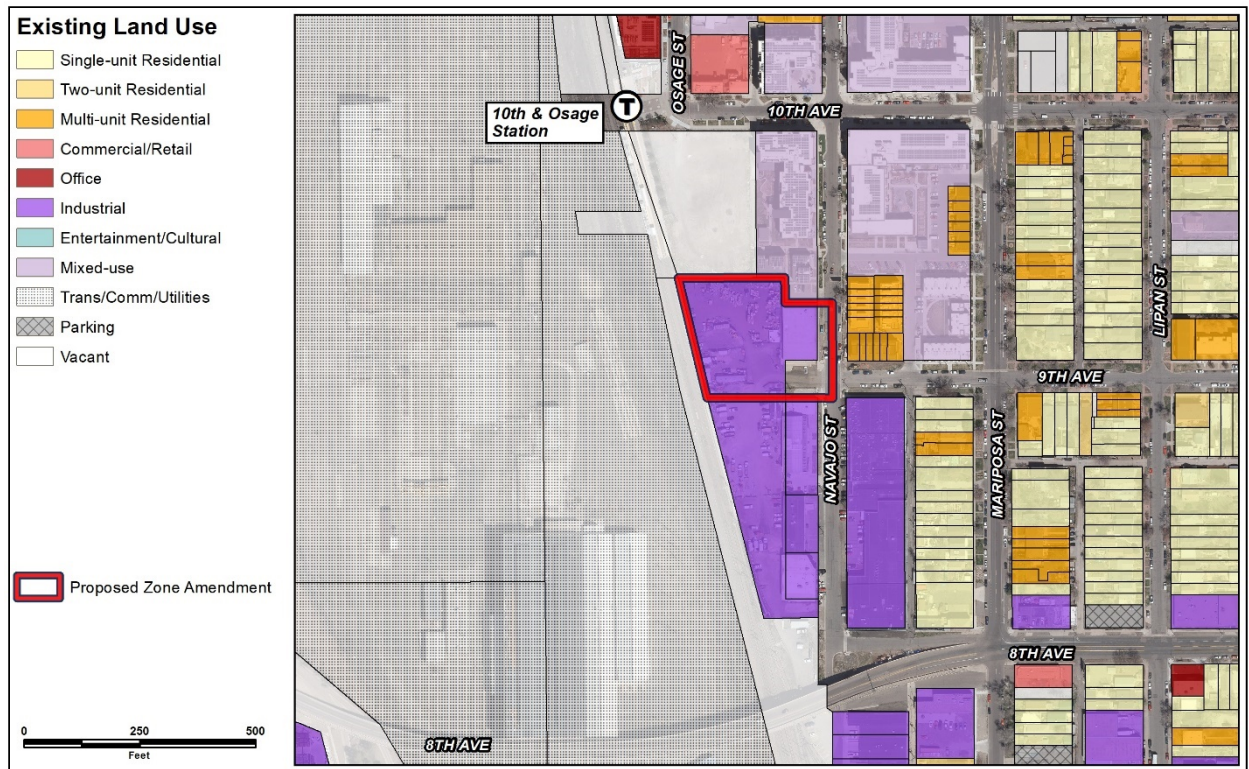 Existing Land Use
Single-unit Residential
Two-unit Residential
Multi-unit Residential
Commercial/Retail
Office
Industrial
Entertainment/Cultural
Mixed-use
Trans/Comm/Utilities
Parking
Vacant
Proposed Zone Amendment
0 250 500
Feet
OSAGE ST
T
10th & Osage
Station
10TH AVE
LIPAN ST
9TH AVE
NAVAJO ST
MARIPOSA ST
8TH AVE
8TH AVE